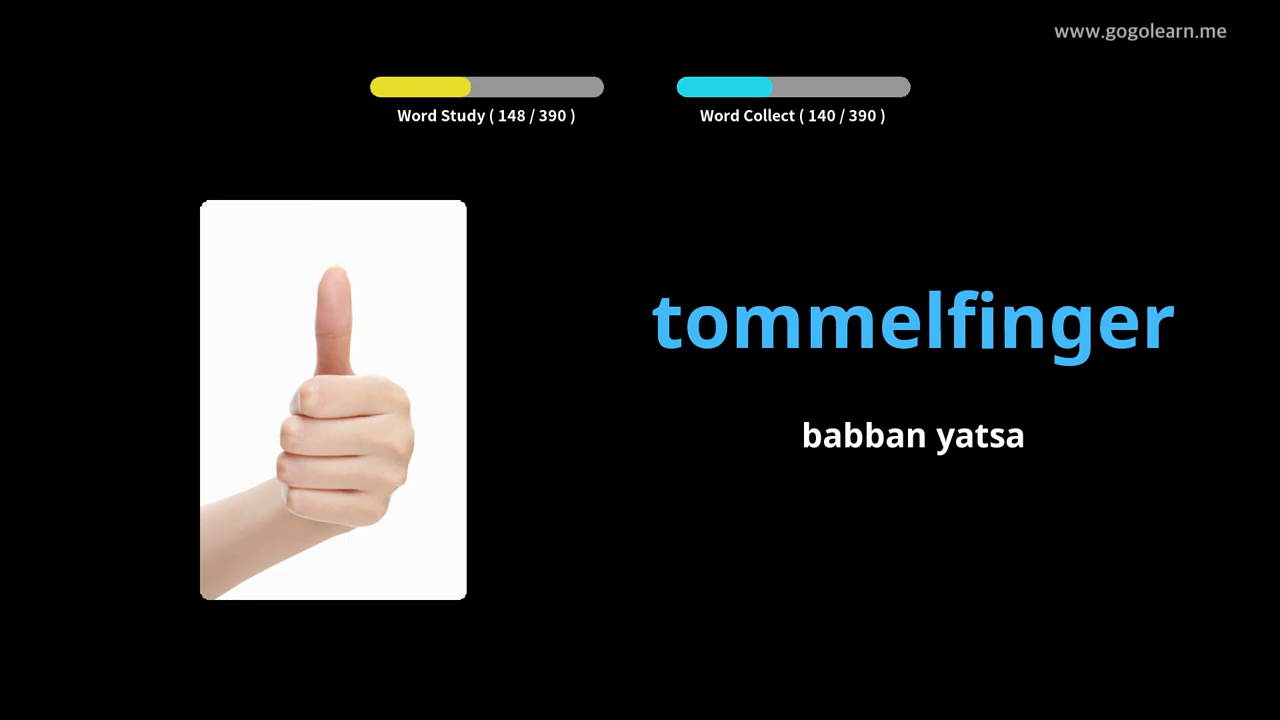 www.gogolearn.me
Word Study ( 148 / 390 )
Word Collect ( 140 / 390 )
tommelfinger
babban yatsa